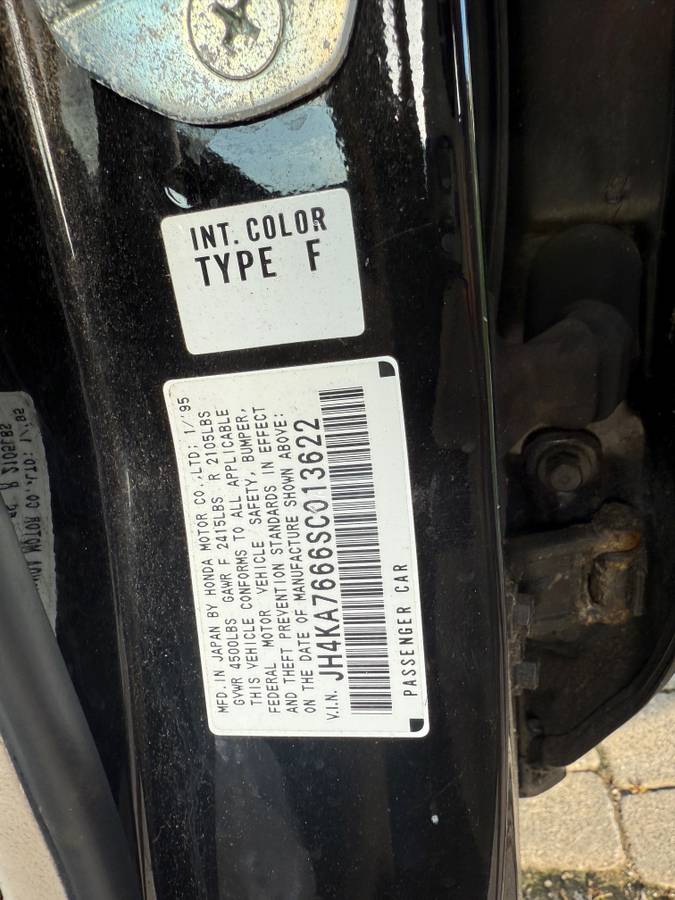 INT. COLOR
TYPE F
MFD. IN JAPAN BY HONDA MOTOR CO.,LTD; 1/'95
GVWR 4500LBS GAWR F 2415LBS R 2105LBS
THIS VEHICLE CONFORMS TO ALL APPLICABLE
FEDERAL MOTOR VEHICLE SAFETY, BUMPER,
AND THEFT PREVENTION STANDARDS IN EFFECT
ON THE DATE OF MANUFACTURE SHOWN ABOVE:
V.I.N. JH4KA7666SC013622
PASSENGER CAR